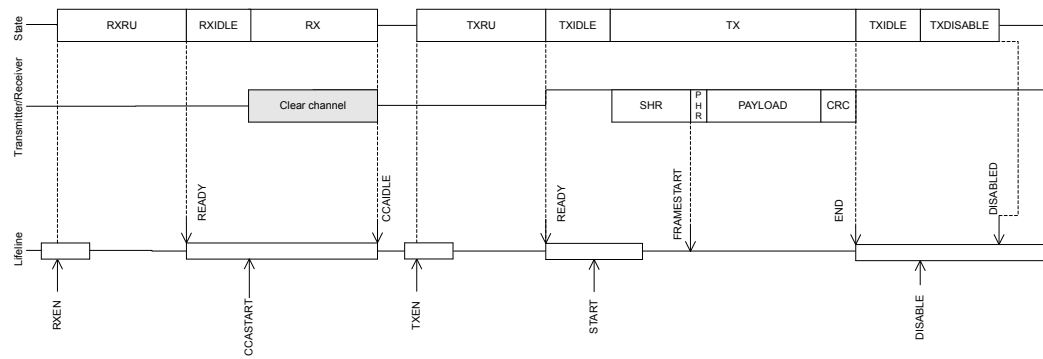 State
RXRU
RXIDLE
RX
TXRU
TXIDLE
TX
TXIDLE
TXDISABLE
Transmitter/Receiver
Clear channel
SHR
PHR
PAYLOAD
CRC
READY
CCAIDLE
READY
FRAMESTART
END
DISABLED
Lifeline
RXEN
CCASTART
TXEN
START
DISABLE